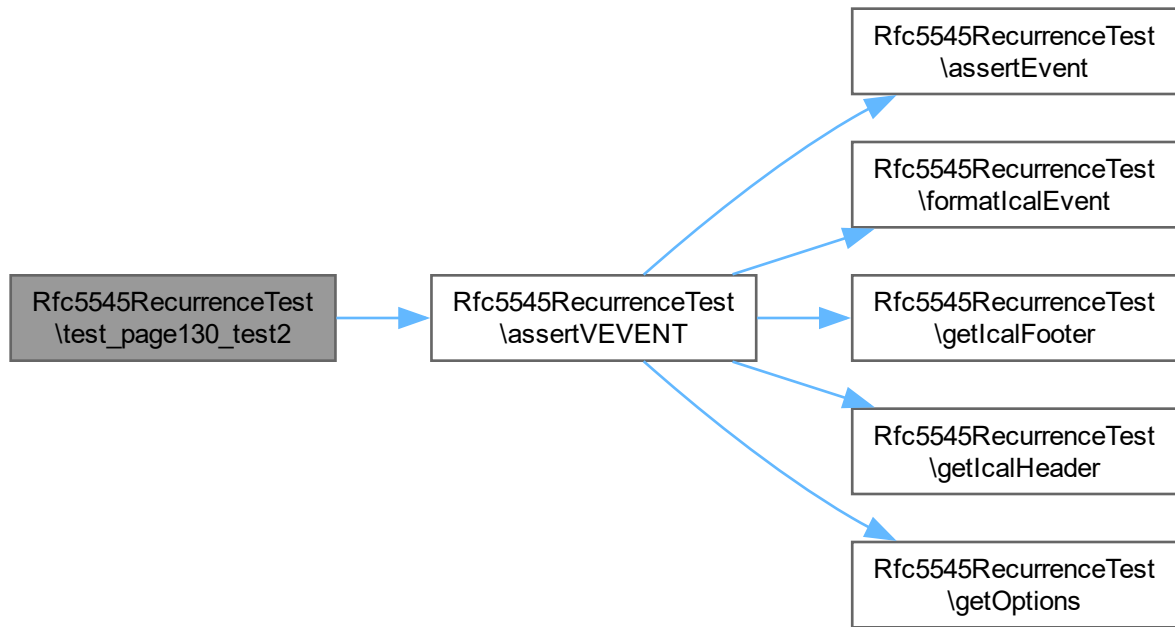 Rfc5545RecurrenceTest
\test_page130_test2
Rfc5545RecurrenceTest
\assertVEVENT
Rfc5545RecurrenceTest
\assertEvent
Rfc5545RecurrenceTest
\formatIcalEvent
Rfc5545RecurrenceTest
\getIcalFooter
Rfc5545RecurrenceTest
\getIcalHeader
Rfc5545RecurrenceTest
\getOptions